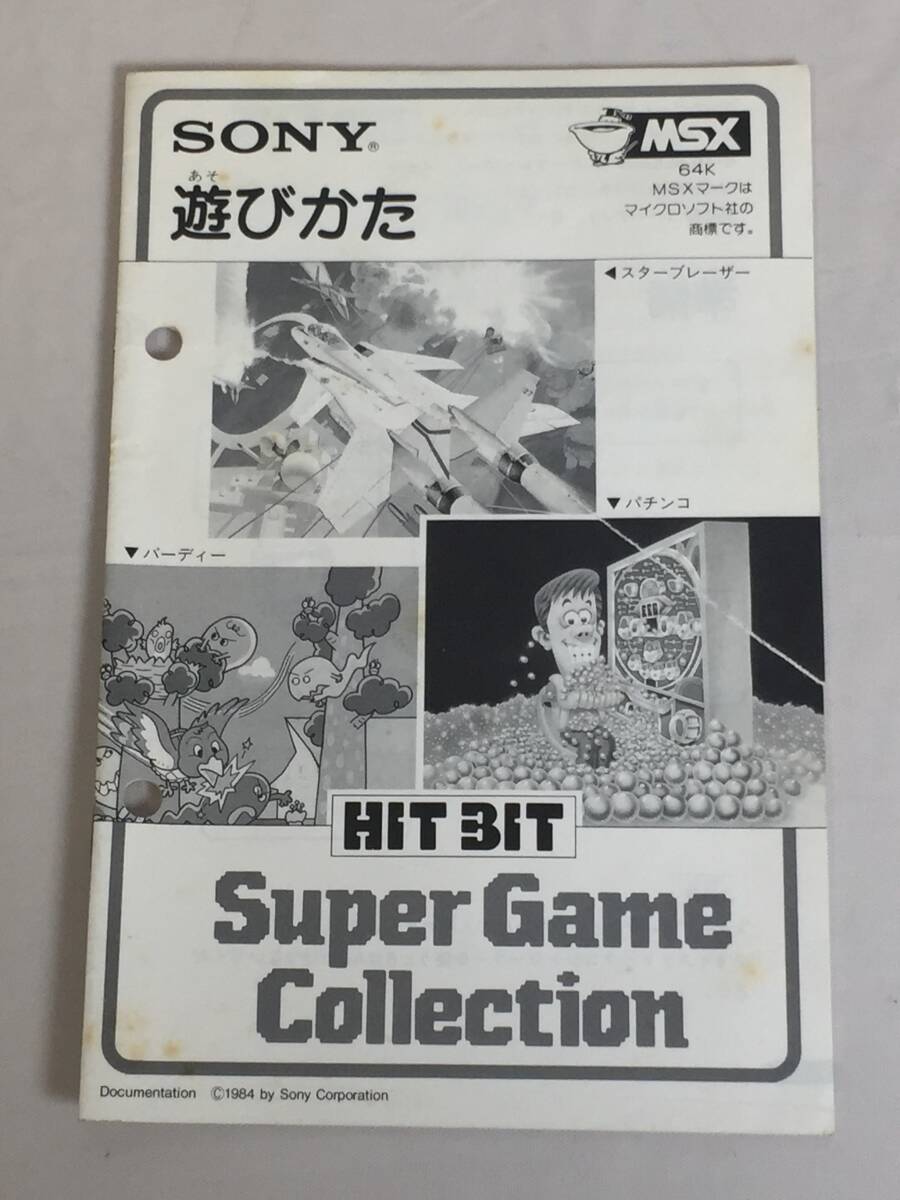 SONY®
あそ
遊びかた
MSX
64K
MSXマークは
マイクロソフト社の
商標です。
◀スターブレーザー
▼パチンコ
▼バーディー
HIT BIT
Super Game
Collection
Documentation ©1984 by Sony Corporation